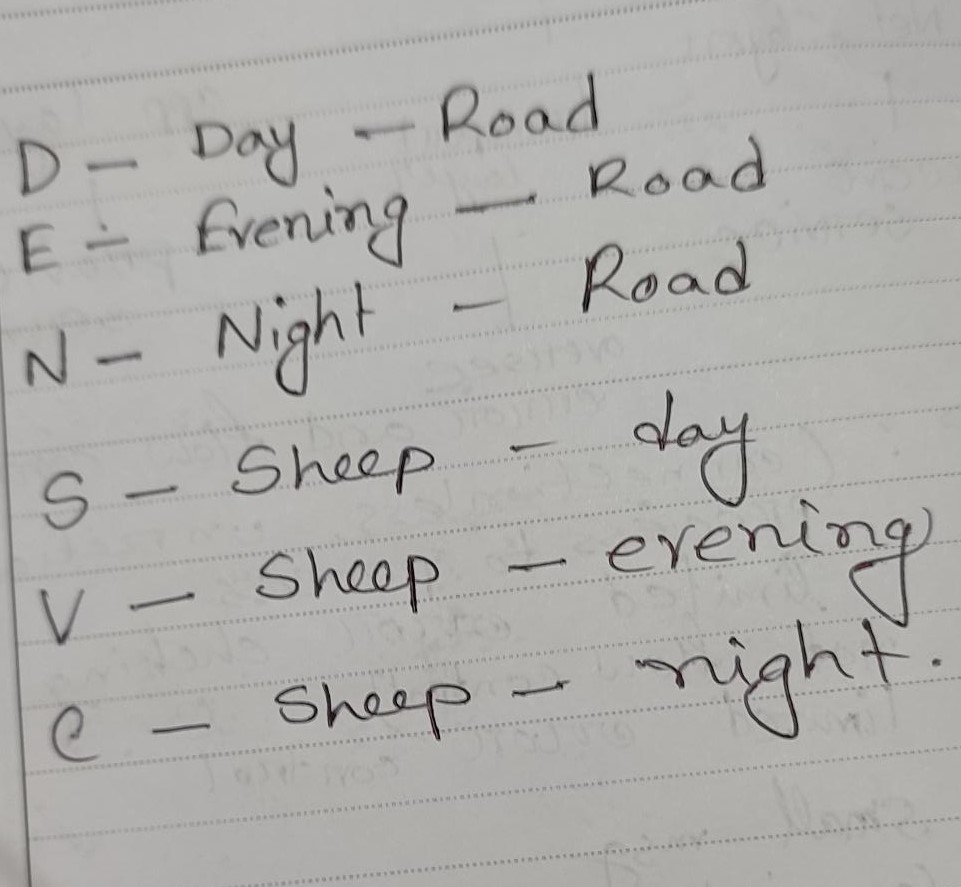 D - Day - Road
E - Evening - Road
N - Night - Road
S - Sheep - day
V - Sheep - evening
C - Sheep - night.